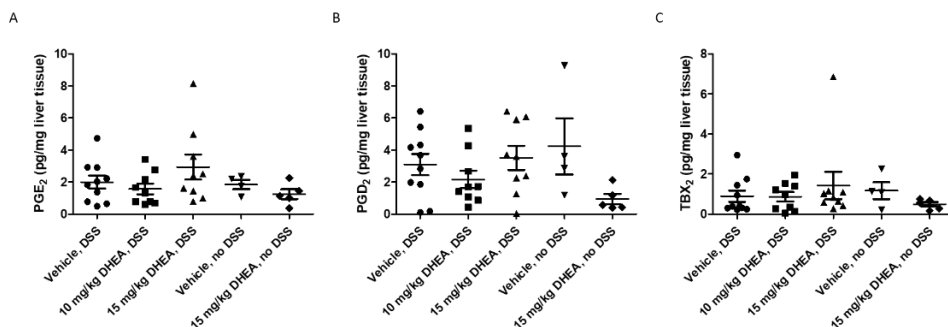 A
PGE2 (pg/mg liver tissue)
10
8
6
4
2
0
Vehicle, DSS
10 mg/kg DHEA, DSS
15 mg/kg DHEA, DSS
Vehicle, no DSS
15 mg/kg DHEA, no DSS
B
PGD2 (pg/mg liver tissue)
10
8
6
4
2
0
Vehicle, DSS
10 mg/kg DHEA, DSS
15 mg/kg DHEA, DSS
Vehicle, no DSS
15 mg/kg DHEA, no DSS
C
TBX2 (pg/mg liver tissue)
8
6
4
2
0
Vehicle, DSS
10 mg/kg DHEA, DSS
15 mg/kg DHEA, DSS
Vehicle, no DSS
15 mg/kg DHEA, no DSS